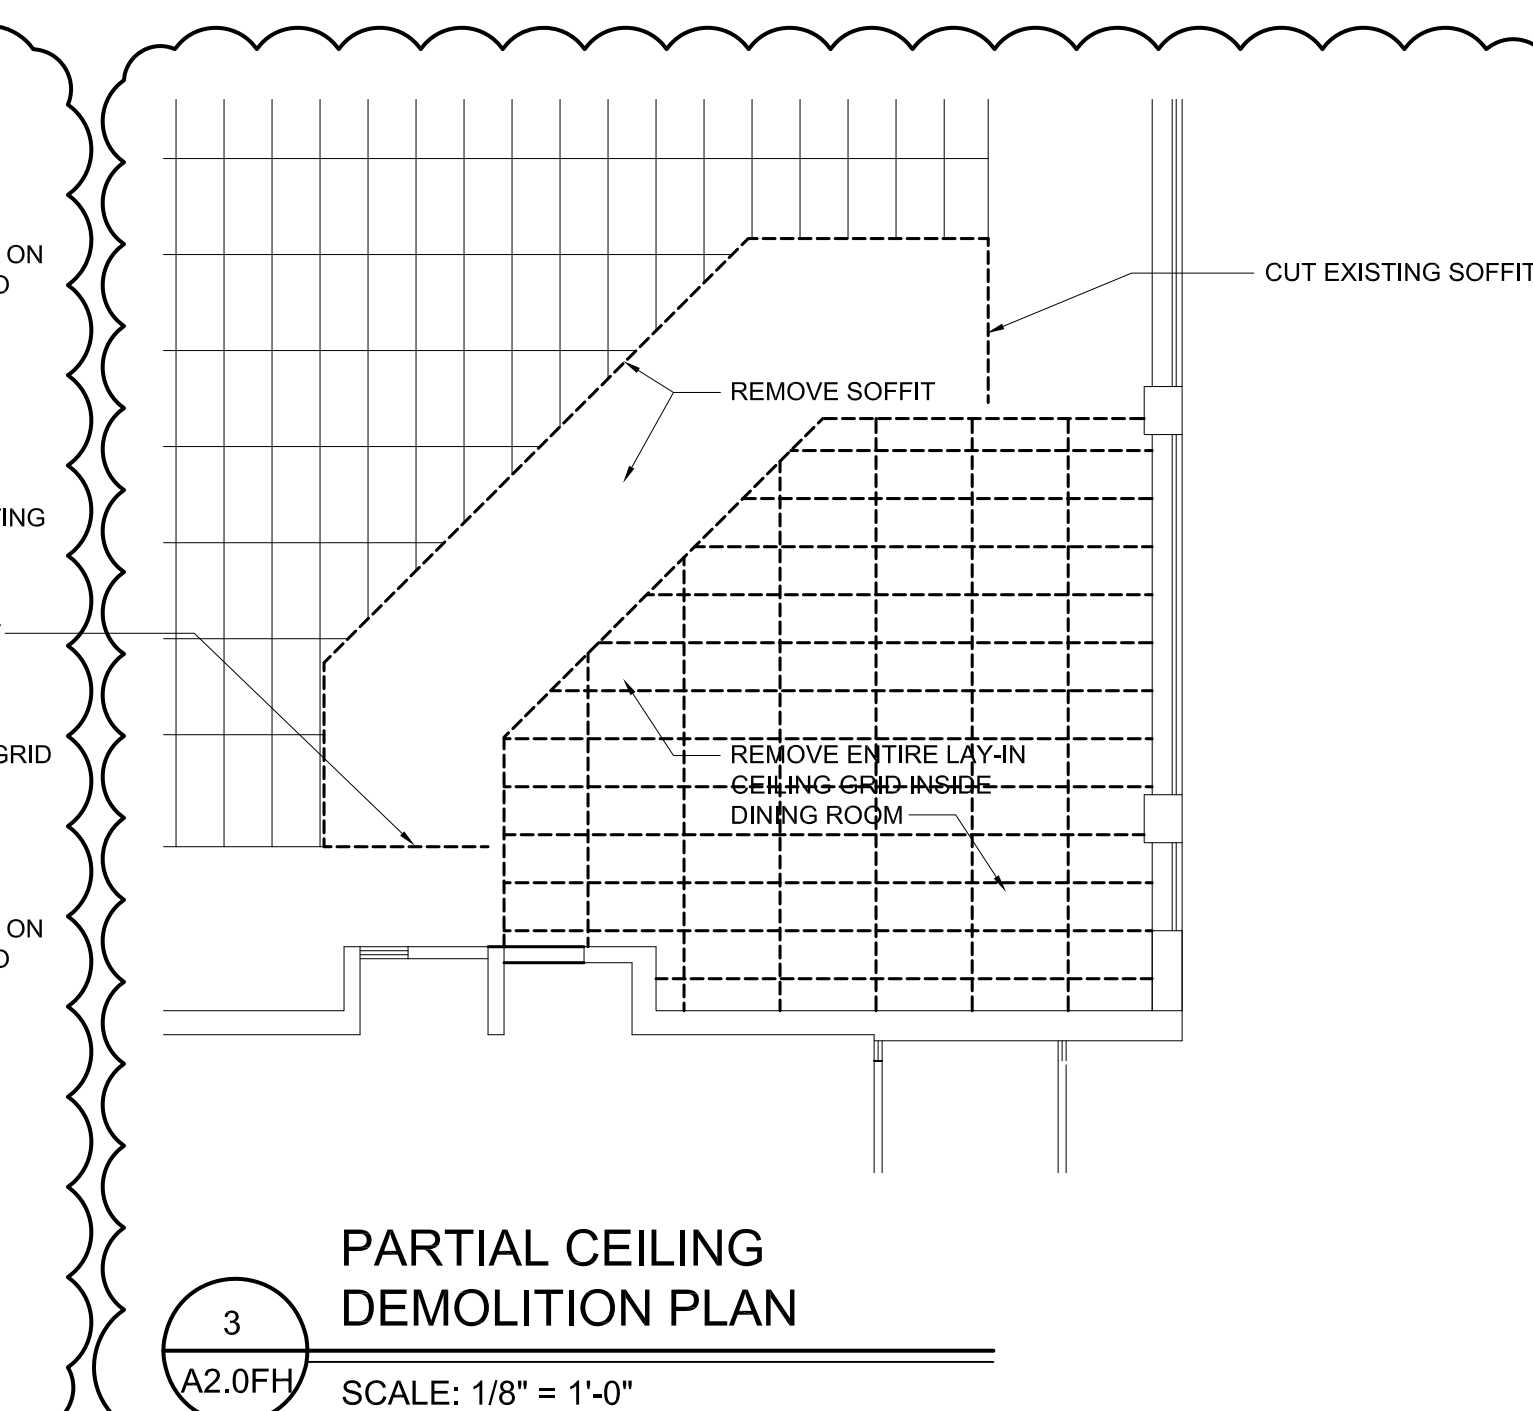 ON
TING
GRID
ON
CUT EXISTING SOFFIT
REMOVE SOFFIT
REMOVE ENTIRE LAY-IN
CEILING GRID INSIDE
DINING ROOM
PARTIAL CEILING
DEMOLITION PLAN
3
A2.0FH
SCALE: 1/8" = 1'-0"